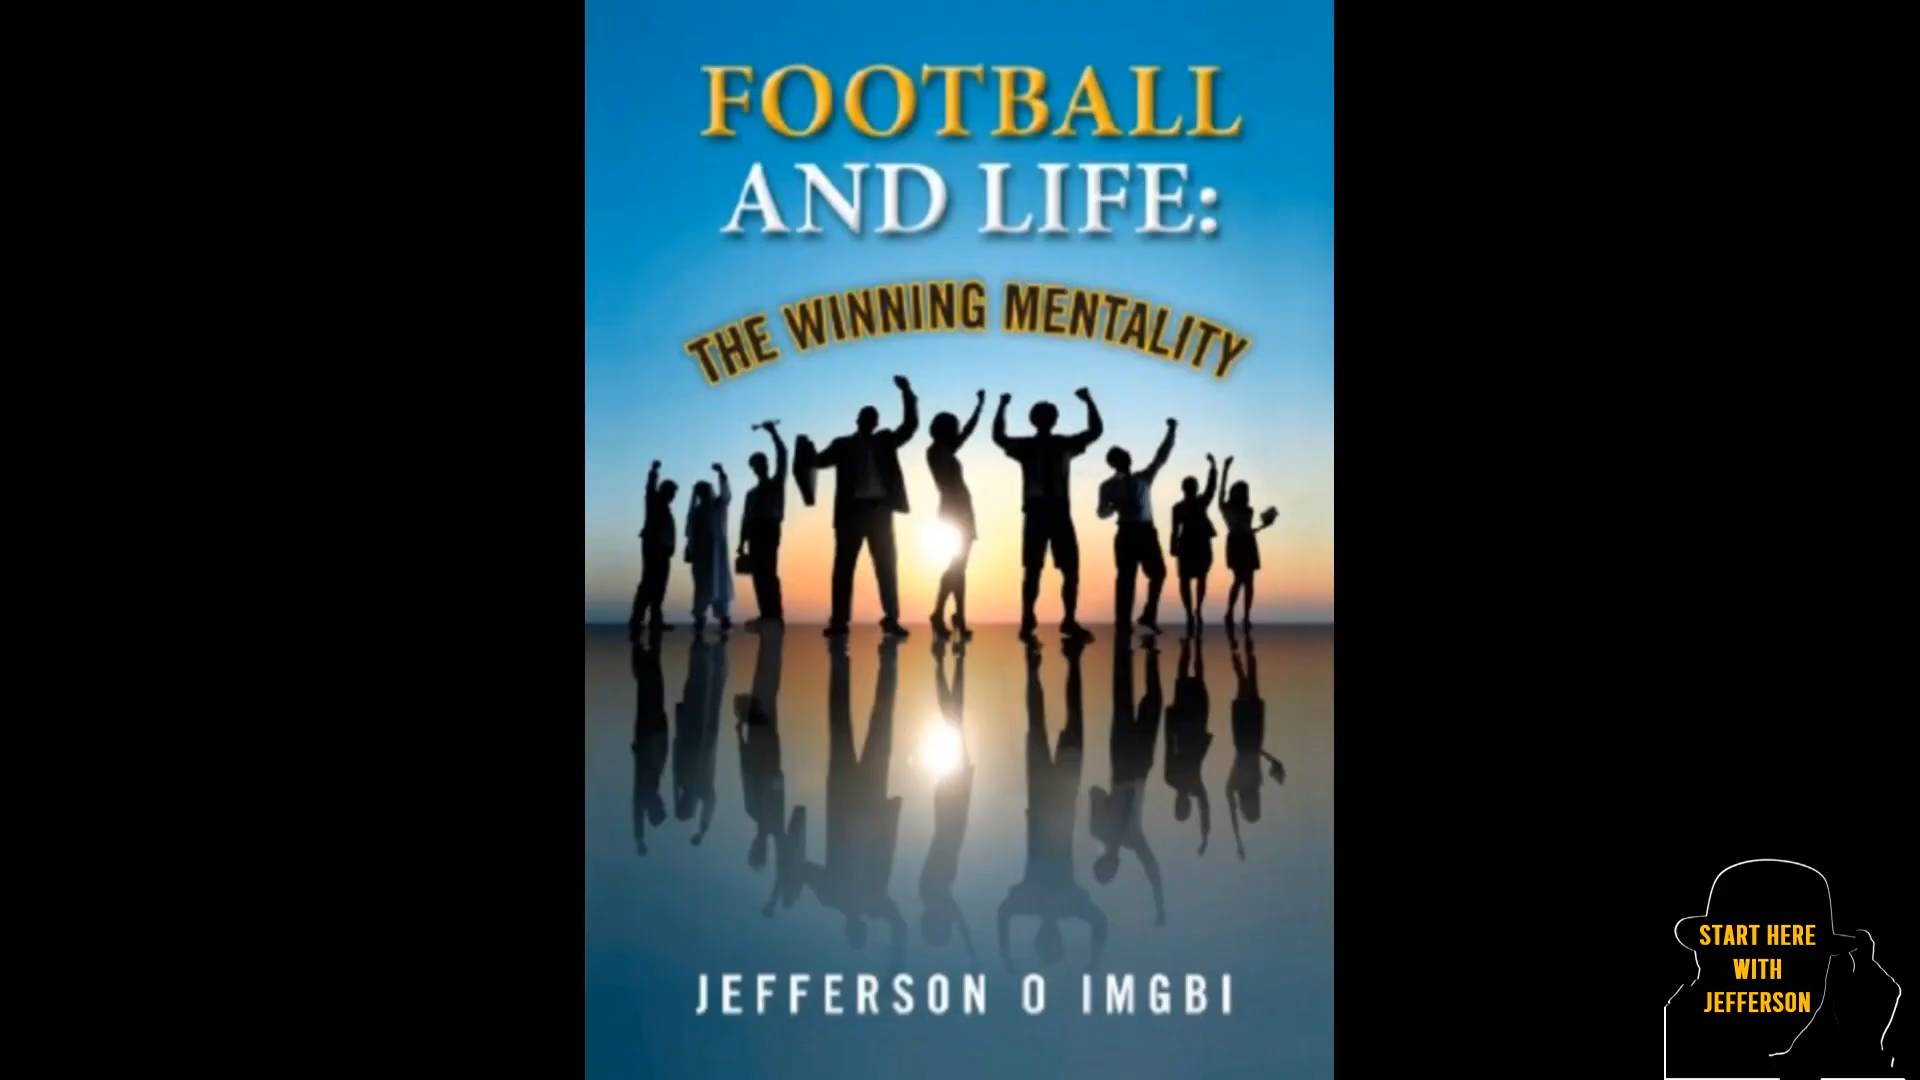 FOOTBALL
AND LIFE:
THE WINNING MENTALITY
JEFFERSON O IMGBI
START HERE
WITH
JEFFERSON